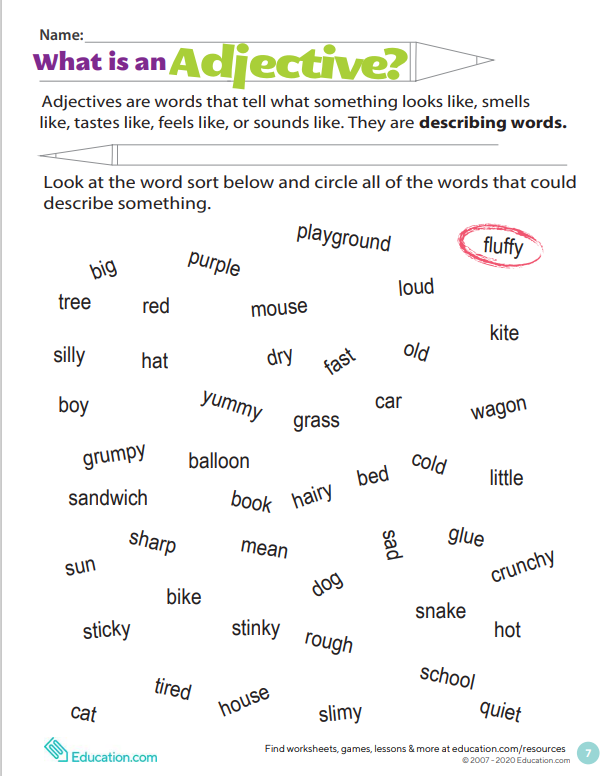 Name:
What is an Adjective?
Adjectives are words that tell what something looks like, smells
like, tastes like, feels like, or sounds like. They are describing words.
Look at the word sort below and circle all of the words that could
describe something.
playground
fluffy
big
purple
loud
tree
red
mouse
kite
silly
hat
dry
fast
old
boy
yummy
grass
car
wagon
grumpy
balloon
bed
cold
little
sandwich
book
hairy
sharp
mean
sad
glue
sun
dog
crunchy
bike
snake
sticky
stinky
rough
hot
school
tired
house
cat
slimy
quiet
Education.com
Find worksheets, games, lessons & more at education.com/resources
© 2007 - 2020 Education.com
7